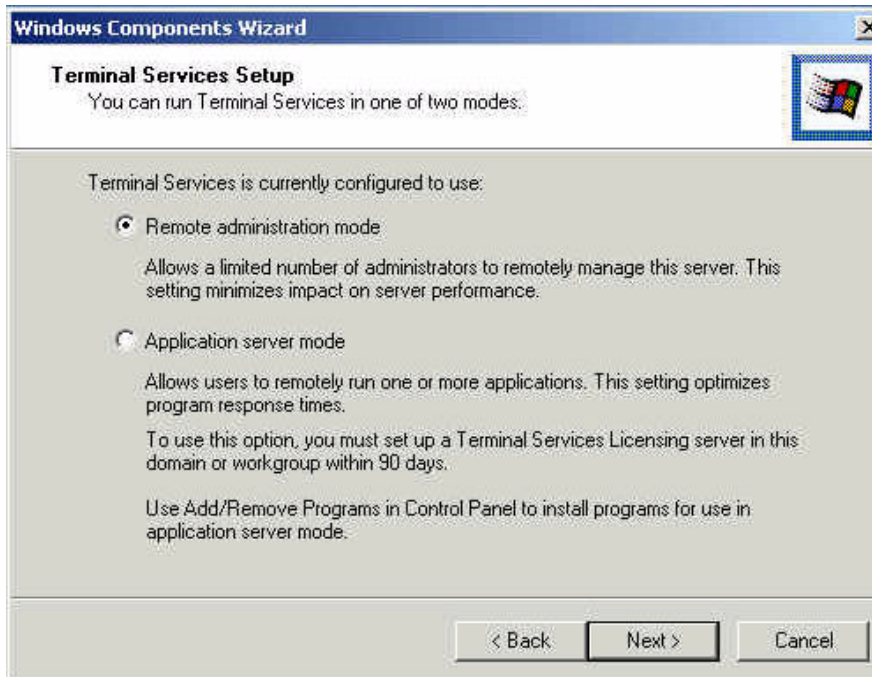 Windows Components Wizard
Terminal Services Setup
You can run Terminal Services in one of two modes.
Terminal Services is currently configured to use:
Remote administration mode
Allows a limited number of administrators to remotely manage this server. This
setting minimizes impact on server performance.
Application server mode
Allows users to remotely run one or more applications. This setting optimizes
program response times.
To use this option, you must set up a Terminal Services Licensing server in this
domain or workgroup within 90 days.
Use Add/Remove Programs in Control Panel to install programs for use in
application server mode.
< Back
Next >
Cancel